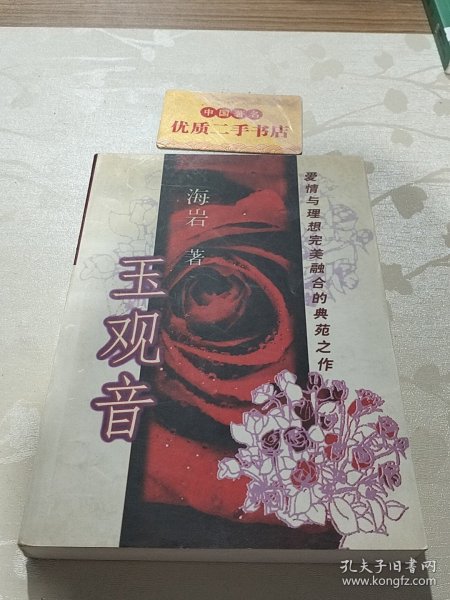 中国著名
优质二手书店
海岩 著
爱情与理想完美融合的典苑之作
玉观音
孔夫子旧书网
www.kongfz.com